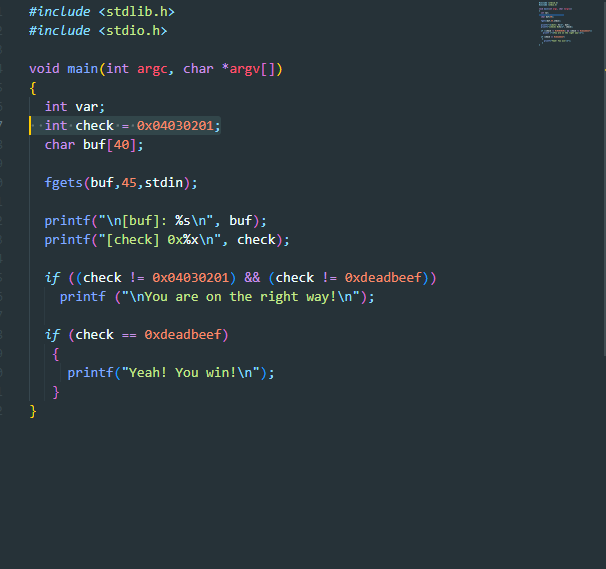 #include <stdlib.h>
#include <stdio.h>

void main(int argc, char *argv[])
{
  int var;
  int check = 0x04030201;
  char buf[40];

  fgets(buf,45,stdin);

  printf("\n[buf]: %s\n", buf);
  printf("[check] 0x%x\n", check);

  if ((check != 0x04030201) && (check != 0xdeadbeef))
    printf ("\nYou are on the right way!\n");

  if (check == 0xdeadbeef)
   {
     printf("Yeah! You win!\n");
   }
}